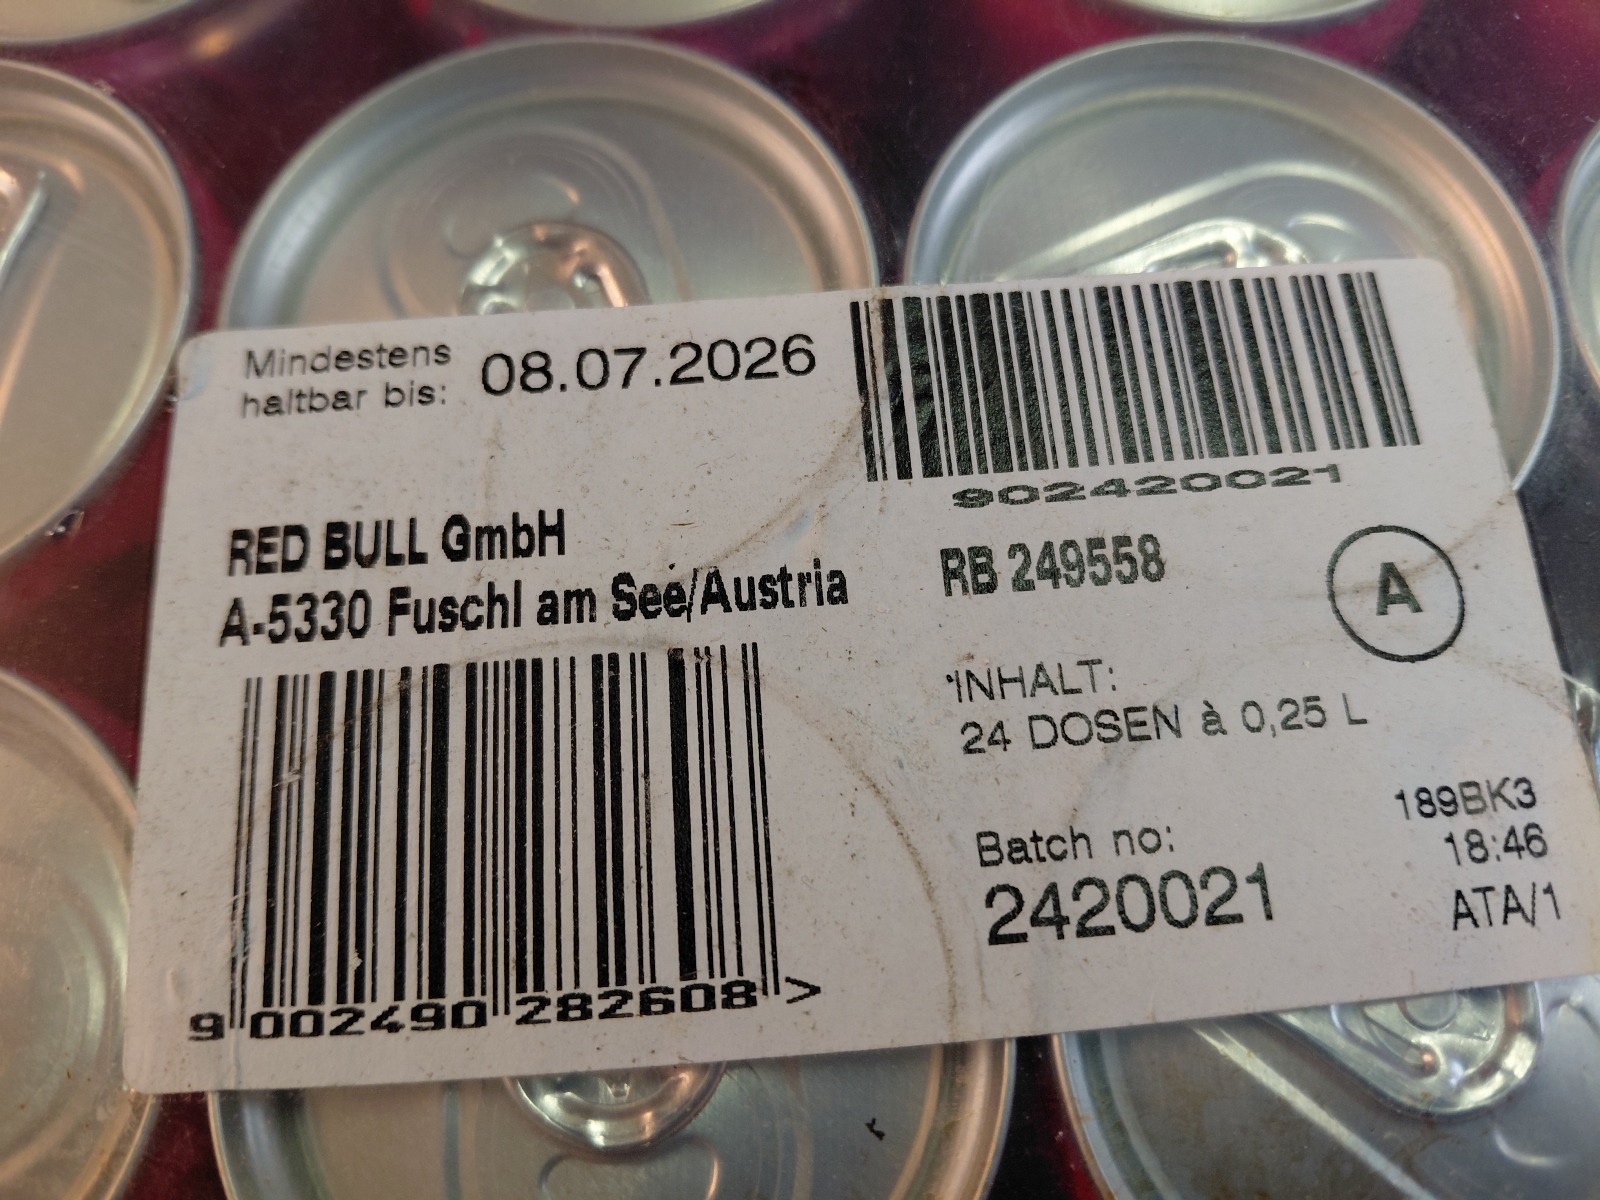 Mindestens
haltbar bis: 08.07.2026
902420021
RED BULL GmbH
A-5330 Fuschl am See/Austria
RB 249558
A
INHALT:
24 DOSEN à 0,25 L
189BK3
18:46
ATA/1
Batch no:
2420021
9 002490 282608 >